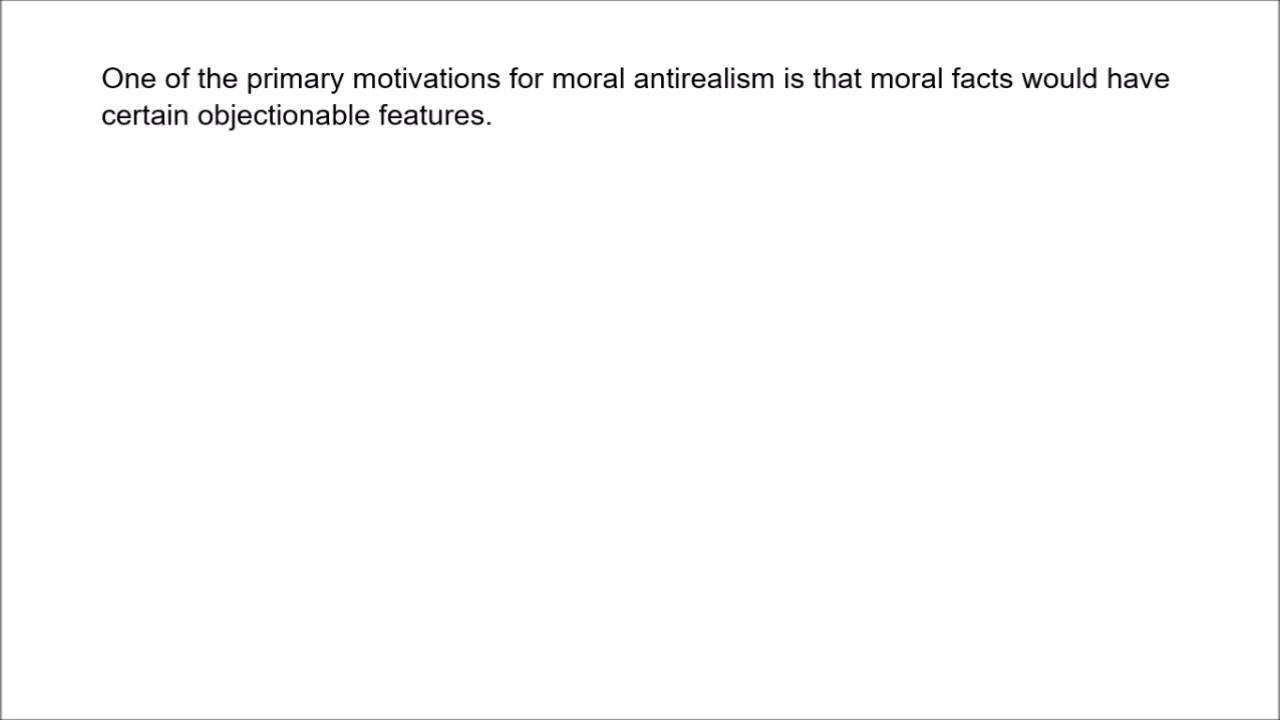 One of the primary motivations for moral antirealism is that moral facts would have
certain objectionable features.